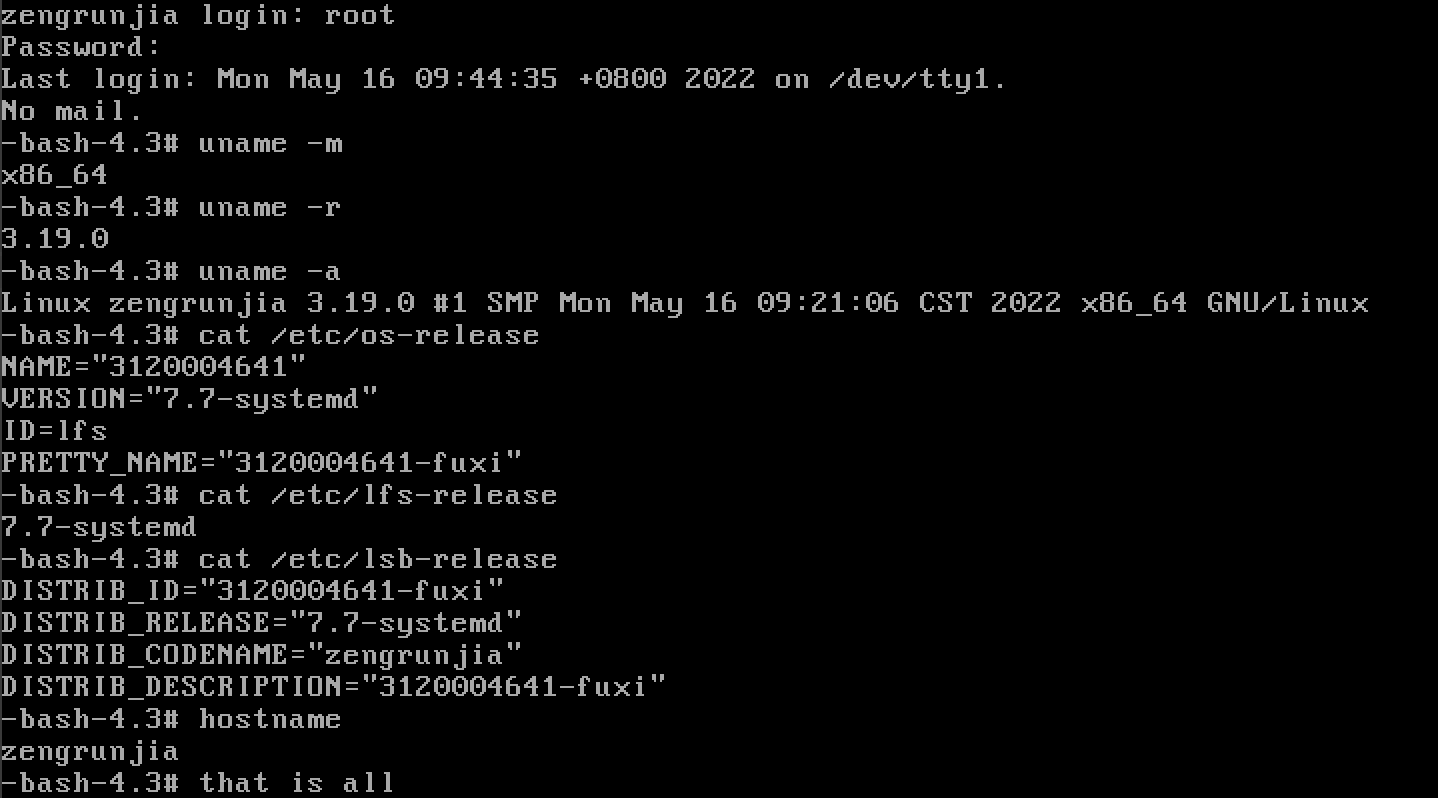 zengrunjia login: root
Password:
Last login: Mon May 16 09:44:35 +0800 2022 on /dev/tty1.
No mail.
-bash-4.3# uname -m
x86_64
-bash-4.3# uname -r
3.19.0
-bash-4.3# uname -a
Linux zengrunjia 3.19.0 #1 SMP Mon May 16 09:21:06 CST 2022 x86_64 GNU/Linux
-bash-4.3# cat /etc/os-release
NAME="3120004641"
VERSION="7.7-systemd"
ID=lfs
PRETTY_NAME="3120004641-fuxi"
-bash-4.3# cat /etc/lfs-release
7.7-systemd
-bash-4.3# cat /etc/lsb-release
DISTRIB_ID="3120004641-fuxi"
DISTRIB_RELEASE="7.7-systemd"
DISTRIB_CODENAME="zengrunjia"
DISTRIB_DESCRIPTION="3120004641-fuxi"
-bash-4.3# hostname
zengrunjia
-bash-4.3# that is all